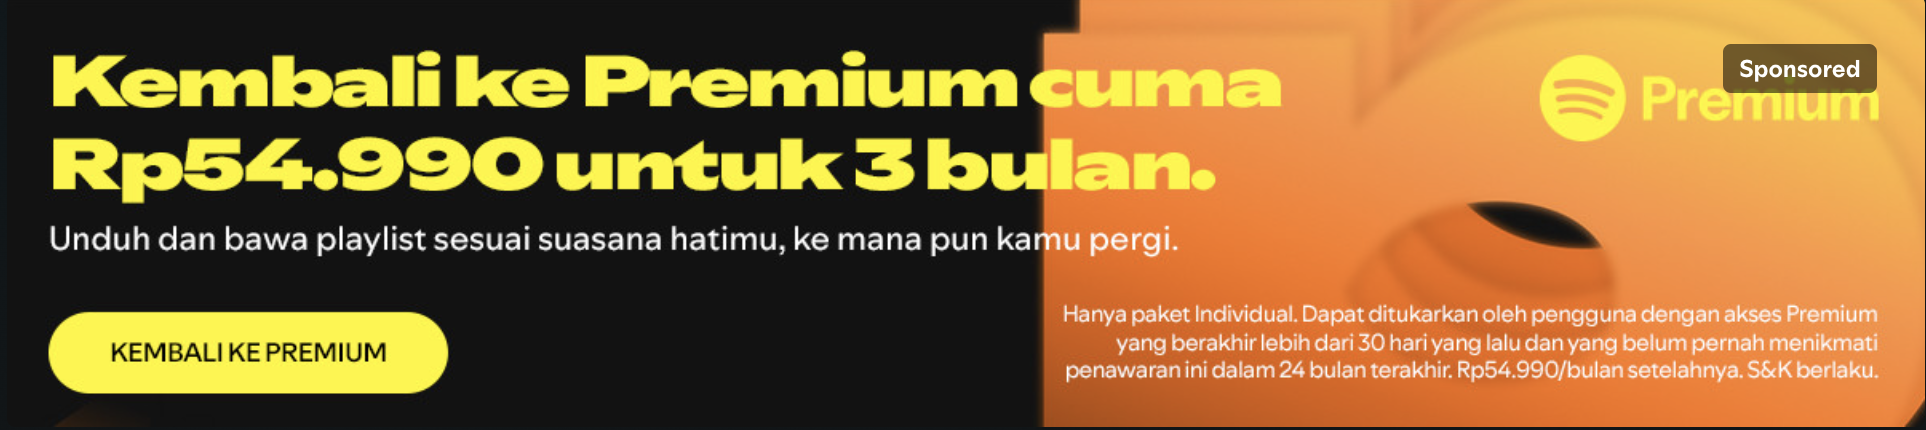 Kembali ke Premium cuma
Rp54.990 untuk 3 bulan.
Unduh dan bawa playlist sesuai suasana hatimu, ke mana pun kamu pergi.
KEMBALI KE PREMIUM
Sponsored
Premium
Hanya paket Individual. Dapat ditukarkan oleh pengguna dengan akses Premium
yang berakhir lebih dari 30 hari yang lalu dan yang belum pernah menikmati
penawaran ini dalam 24 bulan terakhir. Rp54.990/bulan setelahnya. S&K berlaku.